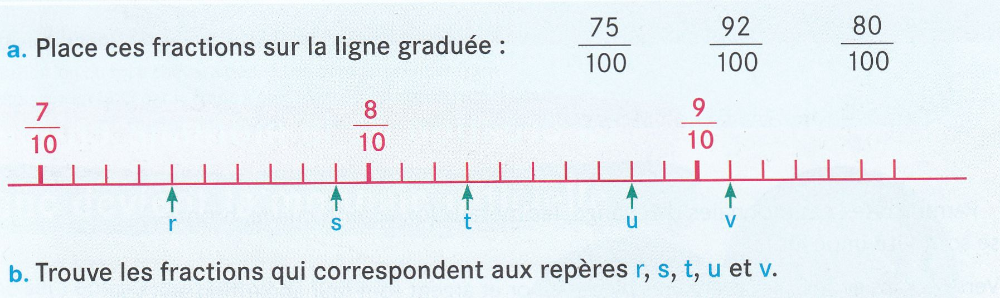 a. Place ces fractions sur la ligne graduée : 75/100 92/100 80/100
7/10 8/10 9/10
r s t u v
b. Trouve les fractions qui correspondent aux repères r, s, t, u et v.